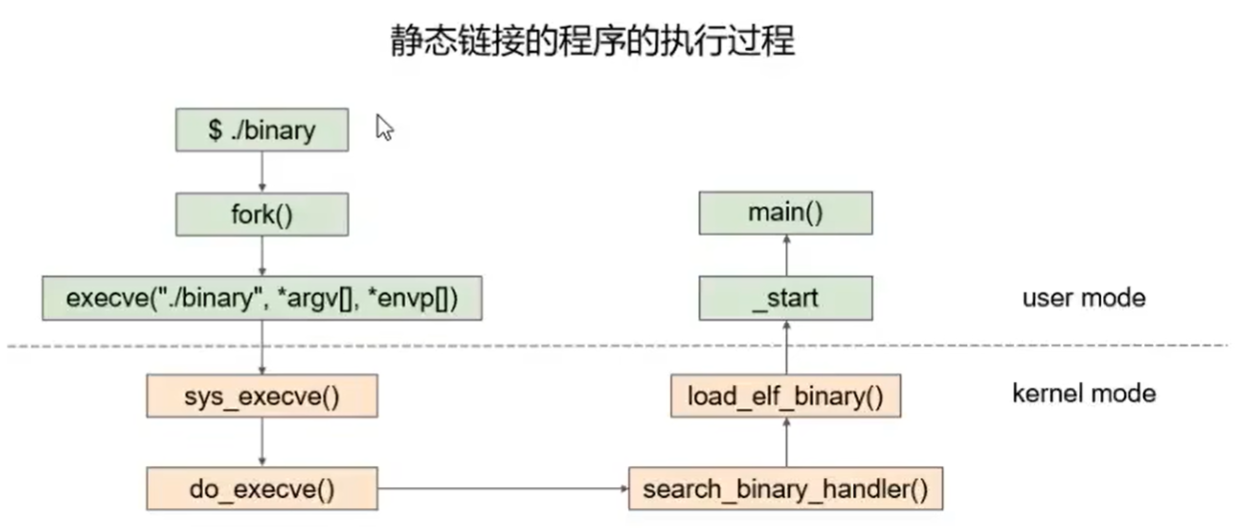 静态链接的程序的执行过程
$ ./binary
fork()
execve("./binary", *argv[], *envp[])
sys_execve()
do_execve()
search_binary_handler()
load_elf_binary()
_start
main()
user mode
kernel mode